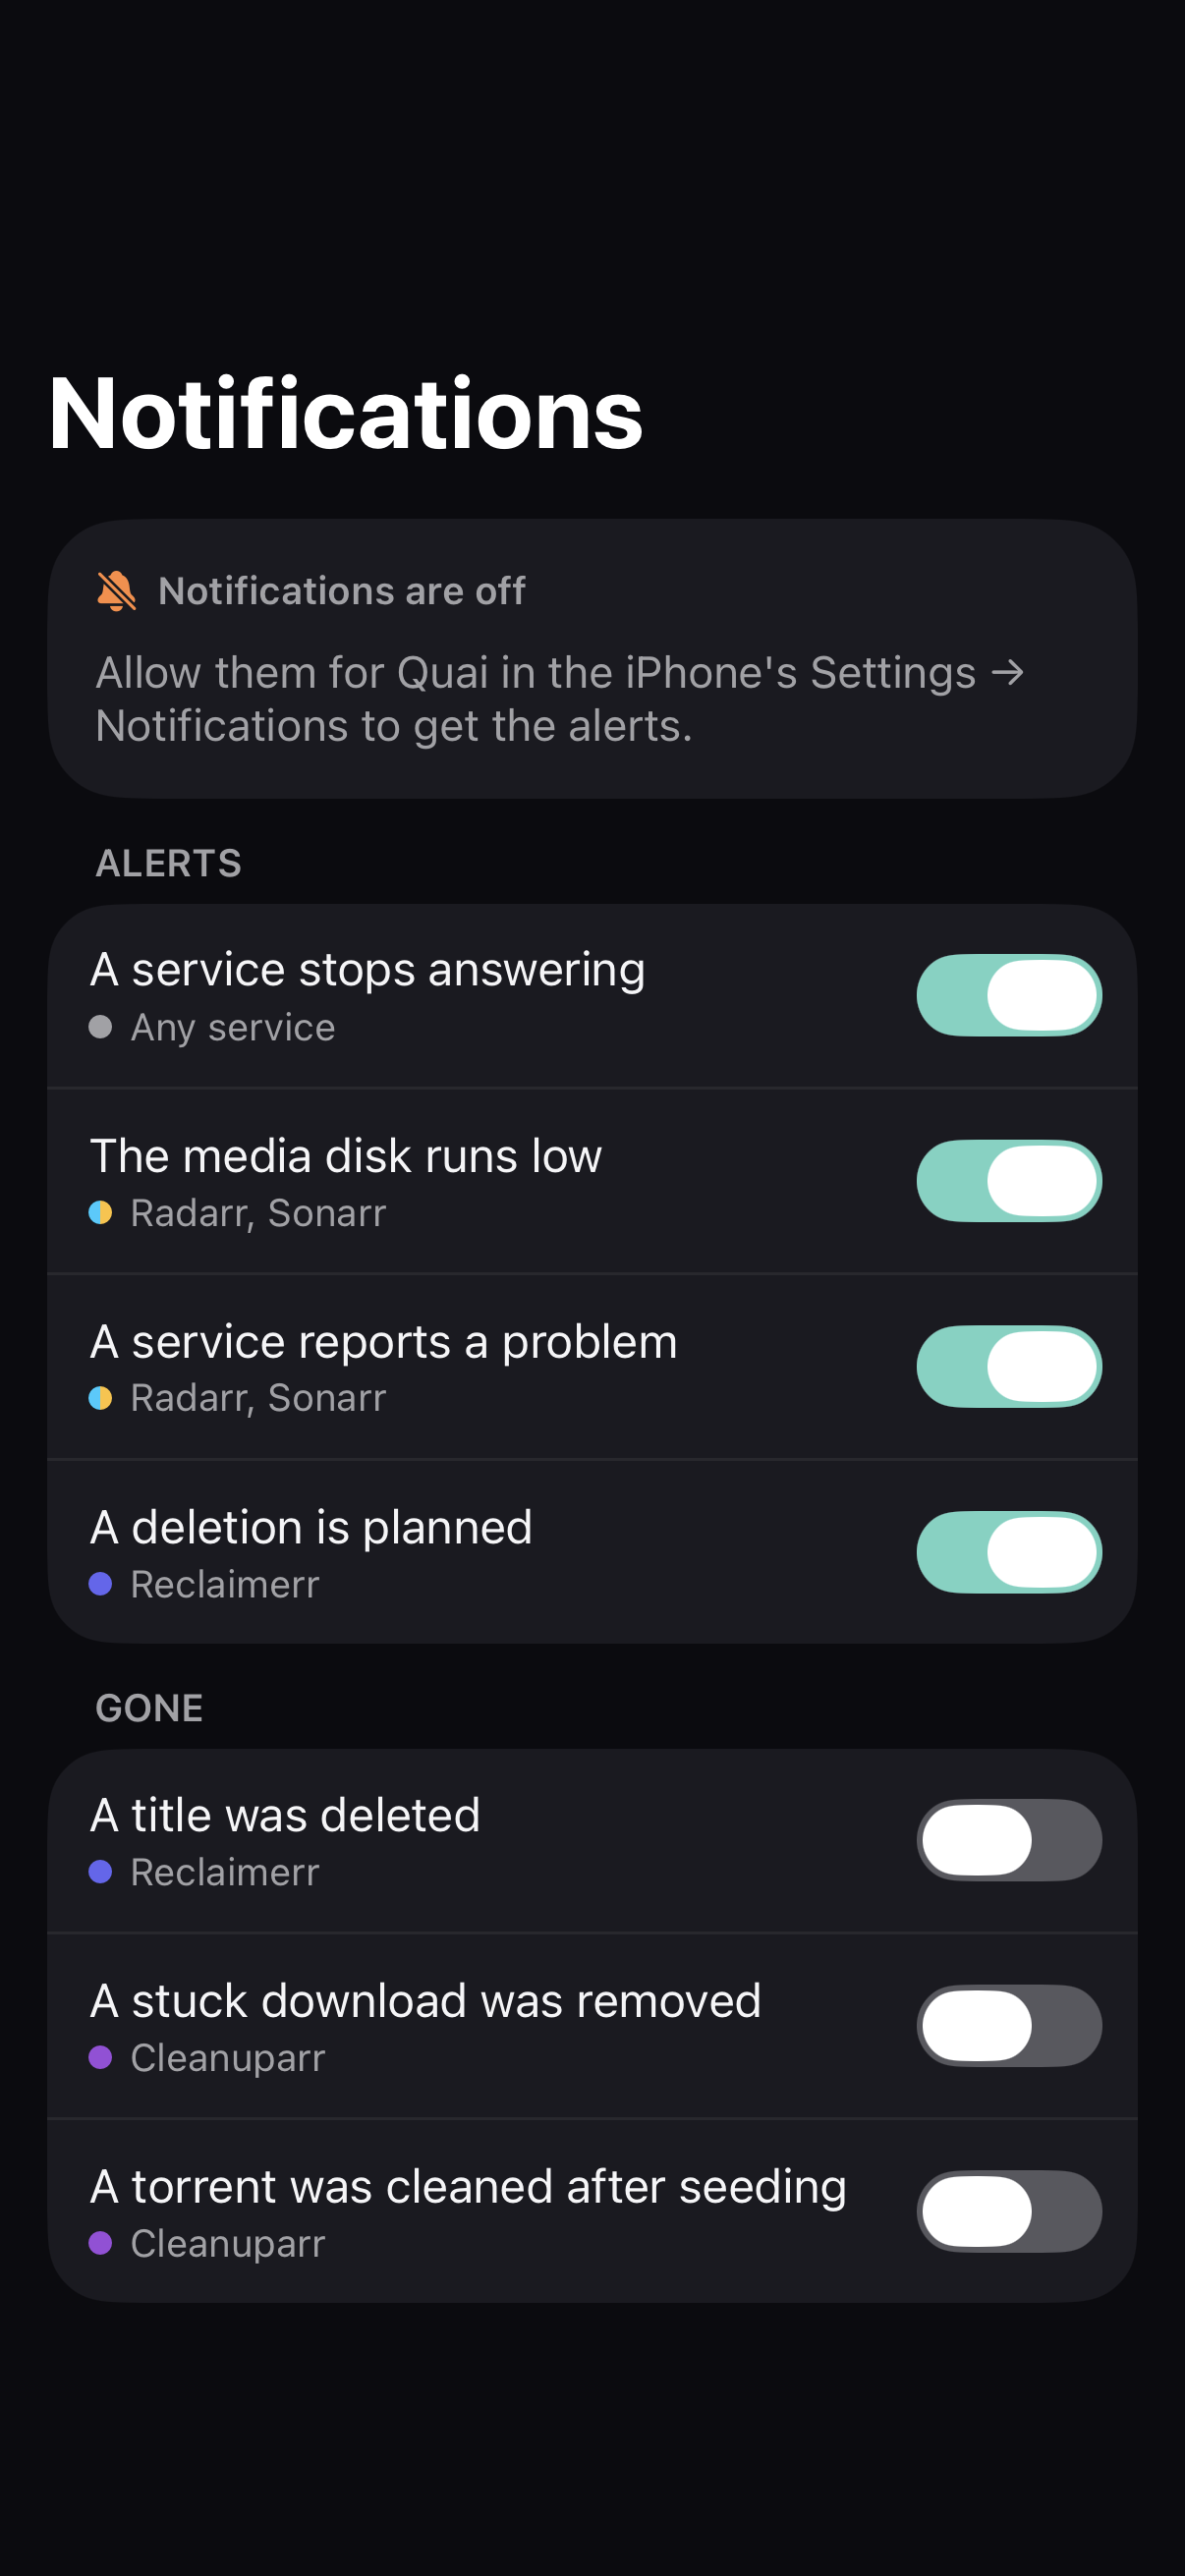 Notifications
Notifications are off
Allow them for Quai in the iPhone's Settings →
Notifications to get the alerts.
ALERTS
A service stops answering
Any service
The media disk runs low
Radarr, Sonarr
A service reports a problem
Radarr, Sonarr
A deletion is planned
Reclaimerr
GONE
A title was deleted
Reclaimerr
A stuck download was removed
Cleanuparr
A torrent was cleaned after seeding
Cleanuparr